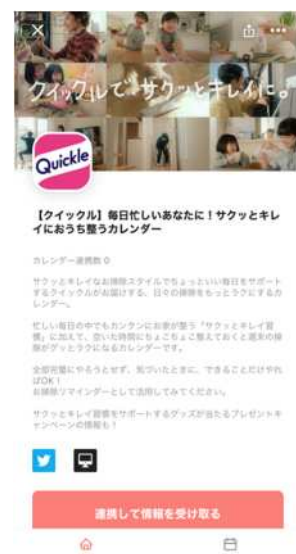 クイックルで サクッとキレイに。
Quickle
【クイックル】毎日忙しいあなたに！サクッとキレ
イにおうち整うカレンダー
カレンダー連携数 0
サクッとキレイなお掃除スタイルでちょっといい毎日をサポート
するクイックルがお届けする、日々の掃除をもっとラクにするカ
レンダー。
忙しい毎日の中でもカンタンにお家が整う「サクッとキレイ習
慣」に加えて、空いた時間にちょこちょこ整えておくと週末の掃
除がグッとラクになるカレンダーです。
全部完璧にやろうとせず、気づいたときに、できることだけやれ
ばOK！
お掃除リマインダーとして活用してみてください。
サクッとキレイ習慣をサポートするグッズが当たるプレゼントキ
ャンペーンの情報も！
連携して情報を受け取る